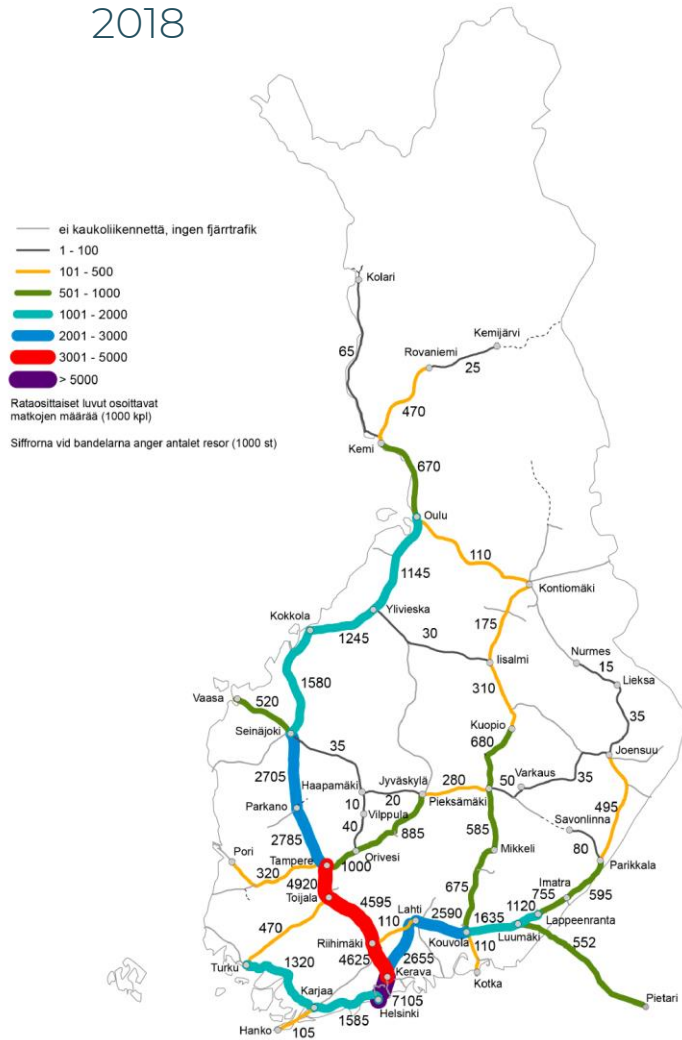 2018
ei kaukoliikennettä, ingen fjärrtrafik
1 - 100
101 - 500
501 - 1000
1001 - 2000
2001 - 3000
3001 - 5000
> 5000
Rataosittaiset luvut osoittavat
matkojen määrää (1000 kpl)
Siffrorna vid bandelarna anger antalet resor (1000 st)
Kolari
65
Kemijärvi
Rovaniemi
25
470
Kemi
670
Oulu
110
1145
Kontiomäki
Ylivieska
Kokkola
1245
30
175
Iisalmi
Nurmes
15
Lieksa
1580
310
Vaasa
520
35
Kuopio
Seinäjoki
680
Joensuu
35
2705
Haapamäki
Jyväskylä
280
50
Varkaus
35
20
Pieksämäki
Parkano
10
Vilppula
495
40
885
585
Savonlinna
2785
80
Pori
Orivesi
Mikkeli
Tampere
1000
Parikkala
320
4920
Toijala
675
Imatra
595
755
4595
Lahti
2590
1120
470
110
1635
Lappeenranta
Riihimäki
Kouvola
Luumäki
552
1320
4625
2655
110
Turku
Kerava
Kotka
Karjaa
7105
Helsinki
1585
Pietari
Hanko
105